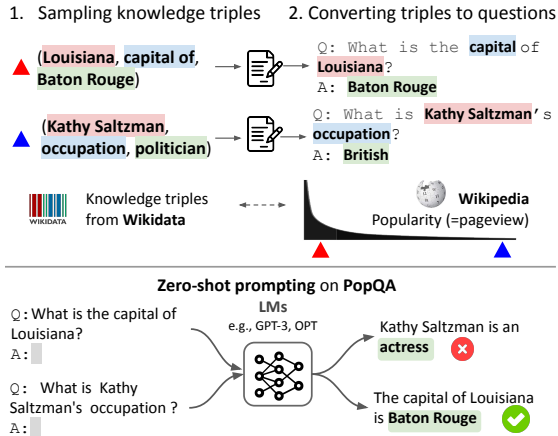 1. Sampling knowledge triples
2. Converting triples to questions
(Louisiana, capital of,
Baton Rouge)
Q: What is the capital of
Louisiana?
A: Baton Rouge
(Kathy Saltzman,
occupation, politician)
Q: What is Kathy Saltzman's
occupation?
A: British
WIKIDATA
Knowledge triples
from Wikidata
Wikipedia
Popularity (=pageview)
Zero-shot prompting on PopQA
Q:What is the capital of
Louisiana?
A:
Q: What is Kathy
Saltzman's occupation ?
A:
LMs
e.g., GPT-3, OPT
Kathy Saltzman is an
actress
The capital of Louisiana
is Baton Rouge